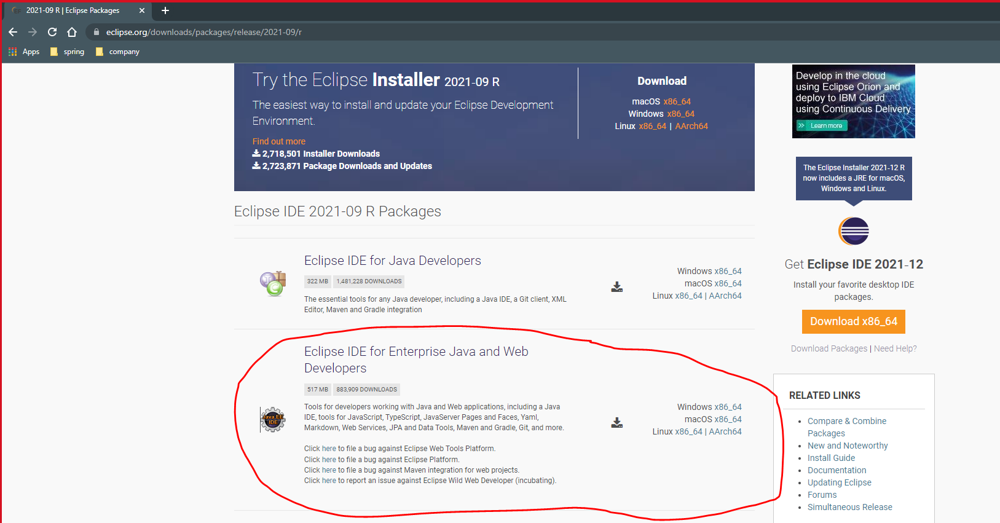 2021-09 R | Eclipse Packages
eclipse.org/downloads/packages/release/2021-09/r
Apps spring company
Try the Eclipse Installer 2021-09 R
The easiest way to install and update your Eclipse Development
Environment.
Find out more
2,718,501 Installer Downloads
2,723,871 Package Downloads and Updates
Download
macOS x86_64
Windows x86_64
Linux x86_64 | AArch64
Develop in the cloud
using Eclipse Orion and
deploy to IBM Cloud
using Continuous Delivery
Learn more
The Eclipse Installer 2021-12 R
now includes a JRE for macOS,
Windows and Linux.
Get Eclipse IDE 2021-12
Install your favorite desktop IDE
packages.
Download x86_64
Download Packages | Need Help?
Eclipse IDE 2021-09 R Packages
Eclipse IDE for Java Developers
322 MB 1,481,228 DOWNLOADS
The essential tools for any Java developer, including a Java IDE, a Git client, XML
Editor, Maven and Gradle integration
Windows x86_64
macOS x86_64
Linux x86_64 | AArch64
Eclipse IDE for Enterprise Java and Web
Developers
517 MB 883,909 DOWNLOADS
Java EE
IDE
Tools for developers working with Java and Web applications, including a Java
IDE, tools for JavaScript, TypeScript, JavaServer Pages and Faces, Yaml,
Markdown, Web Services, JPA and Data Tools, Maven and Gradle, Git, and more.
Click here to file a bug against Eclipse Web Tools Platform.
Click here to file a bug against Eclipse Platform.
Click here to file a bug against Maven integration for web projects.
Click here to report an issue against Eclipse Wild Web Developer (incubating).
Windows x86_64
macOS x86_64
Linux x86_64 | AArch64
RELATED LINKS
Compare & Combine
Packages
New and Noteworthy
Install Guide
Documentation
Updating Eclipse
Forums
Simultaneous Release